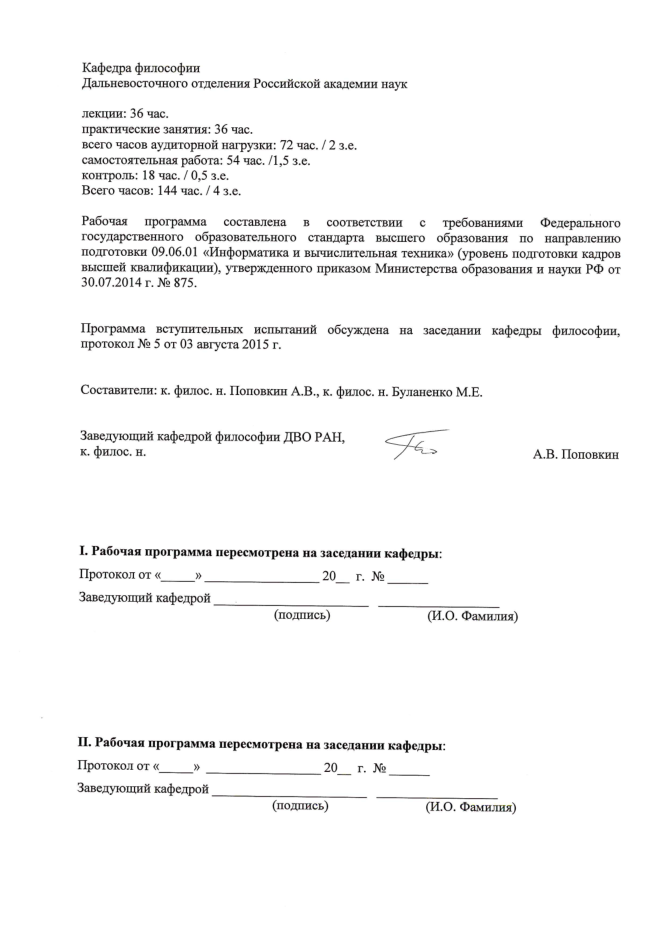 Кафедра философии
Дальневосточного отделения Российской академии наук
лекции: 36 час.
практические занятия: 36 час.
всего часов аудиторной нагрузки: 72 час. / 2 з.е.
самостоятельная работа: 54 час. /1,5 з.е.
контроль: 18 час. / 0,5 з.е.
Всего часов: 144 час. / 4 з.е.
Рабочая программа составлена в соответствии с требованиями Федерального
государственного образовательного стандарта высшего образования по направлению
подготовки 09.06.01 «Информатика и вычислительная техника» (уровень подготовки кадров
высшей квалификации), утвержденного приказом Министерства образования и науки РФ от
30.07.2014 г. № 875.
Программа вступительных испытаний обсуждена на заседании кафедры философии,
протокол № 5 от 03 августа 2015 г.
Составители: к. филос. н. Поповкин А.В., к. филос. н. Буланенко М.Е.
Заведующий кафедрой философии ДВО РАН,
к. филос. н. А.В. Поповкин
I. Рабочая программа пересмотрена на заседании кафедры:
Протокол от «_____» _________________ 20__ г. № ______
Заведующий кафедрой _______________________ __________________
(подпись) (И.О. Фамилия)
II. Рабочая программа пересмотрена на заседании кафедры:
Протокол от «_____» _________________ 20__ г. № ______
Заведующий кафедрой _______________________ __________________
(подпись) (И.О. Фамилия)